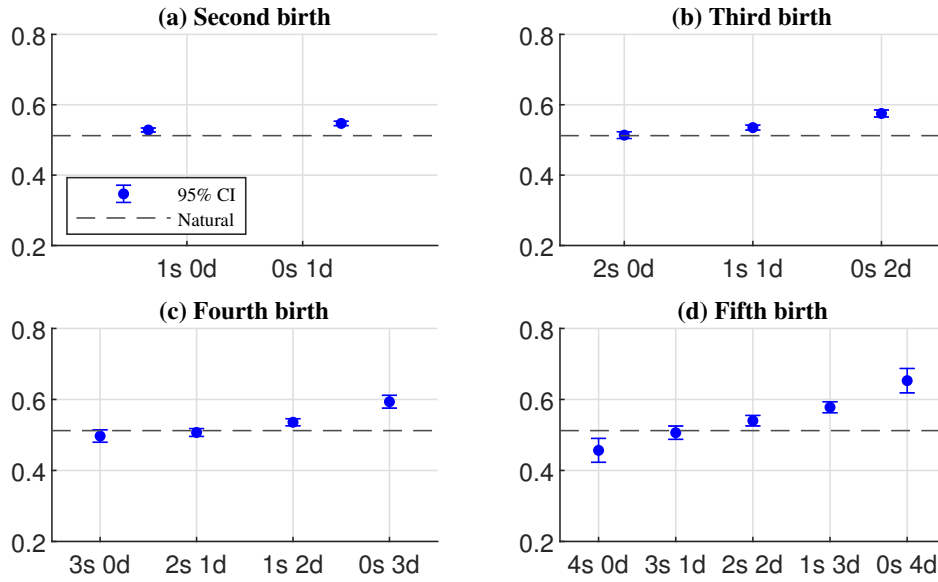 (a) Second birth
0.8
0.6
0.4
0.2
95% CI
Natural
1s 0d 0s 1d
(b) Third birth
0.8
0.6
0.4
0.2
2s 0d 1s 1d 0s 2d
(c) Fourth birth
0.8
0.6
0.4
0.2
3s 0d 2s 1d 1s 2d 0s 3d
(d) Fifth birth
0.8
0.6
0.4
0.2
4s 0d 3s 1d 2s 2d 1s 3d 0s 4d